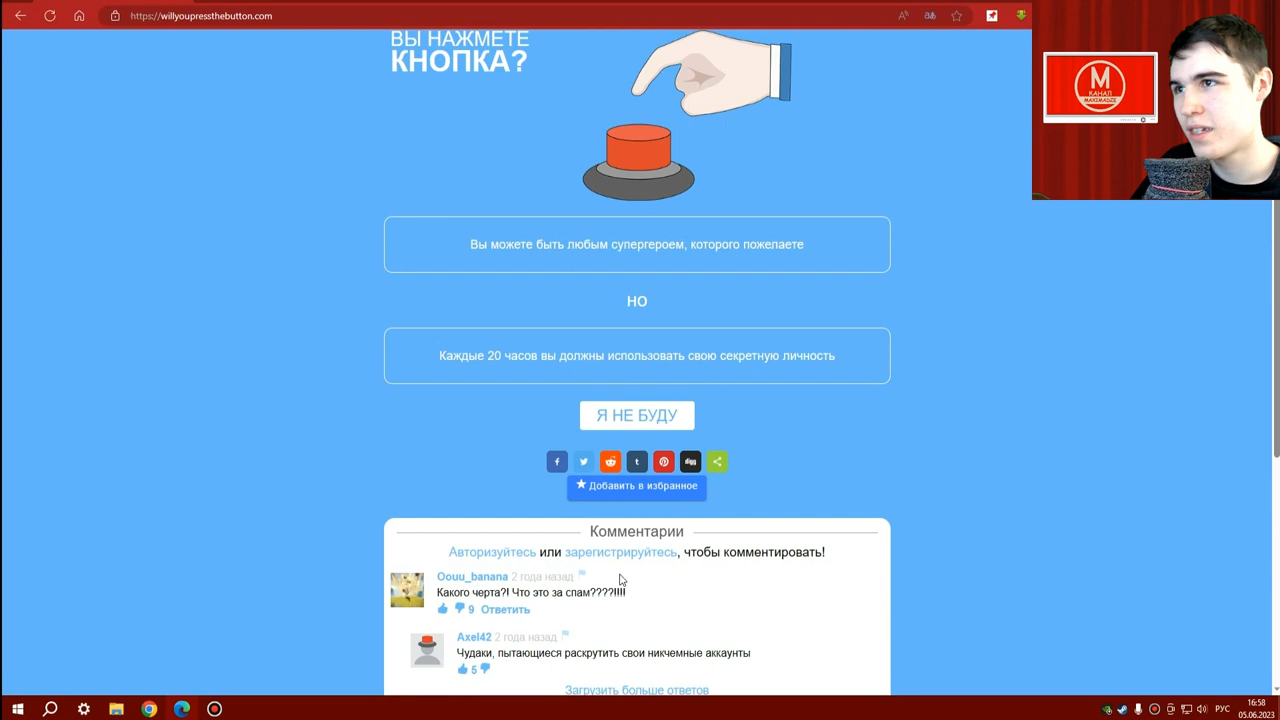 https://willyoupressthebutton.com
ВЫ НАЖМЕТЕ
КНОПКА?
М
КАНАЛ
MAXIMADZE
Вы можете быть любым супергероем, которого пожелаете
НО
Каждые 20 часов вы должны использовать свою секретную личность
Я НЕ БУДУ
f
t
digg
Добавить в избранное
Комментарии
Авторизуйтесь или зарегистрируйтесь, чтобы комментировать!
Oouu_banana 2 года назад
Какого черта?! Что это за спам????!!!!
9 Ответить
Axel42 2 года назад
Чудаки, пытающиеся раскрутить свои никчемные аккаунты
5
Загрузить больше ответов
РУС
16:58
05.06.2023